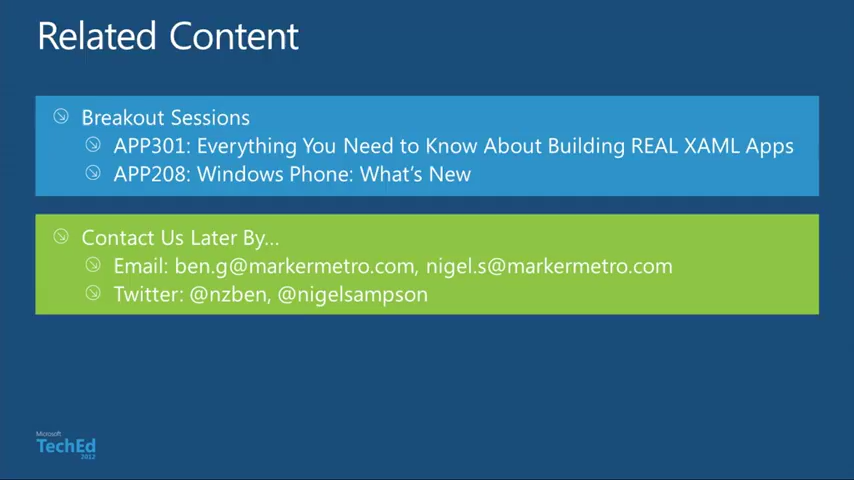 Related Content
Breakout Sessions
APP301: Everything You Need to Know About Building REAL XAML Apps
APP208: Windows Phone: What's New
Contact Us Later By...
Email: ben.g@markermetro.com, nigel.s@markermetro.com
Twitter: @nzben, @nigelsampson
Microsoft
TechEd
2012